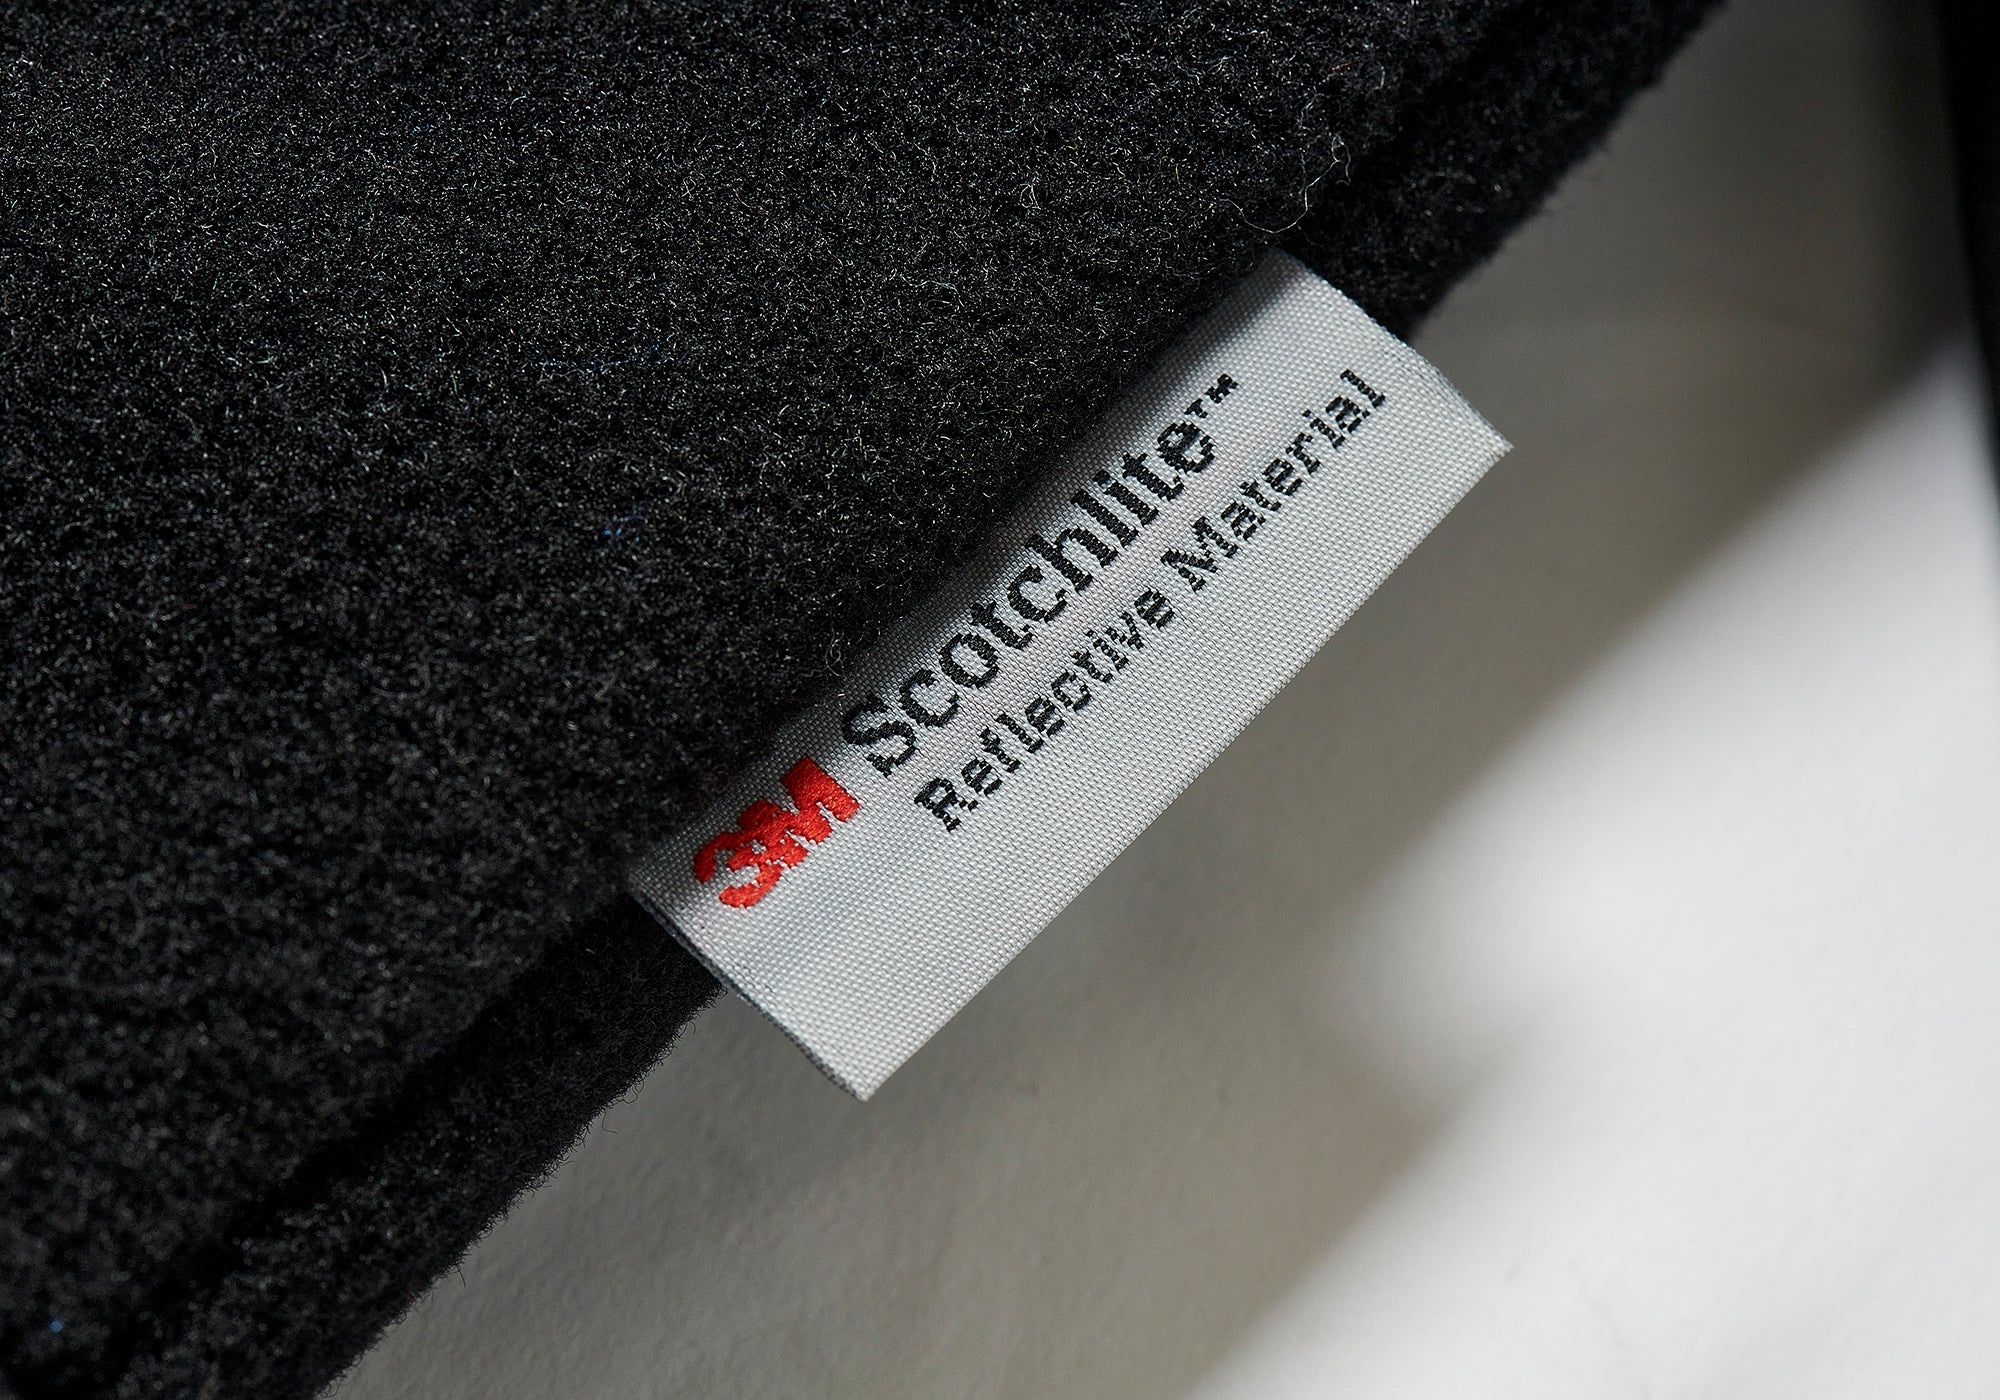 3M Scotchlite™
Reflective Material